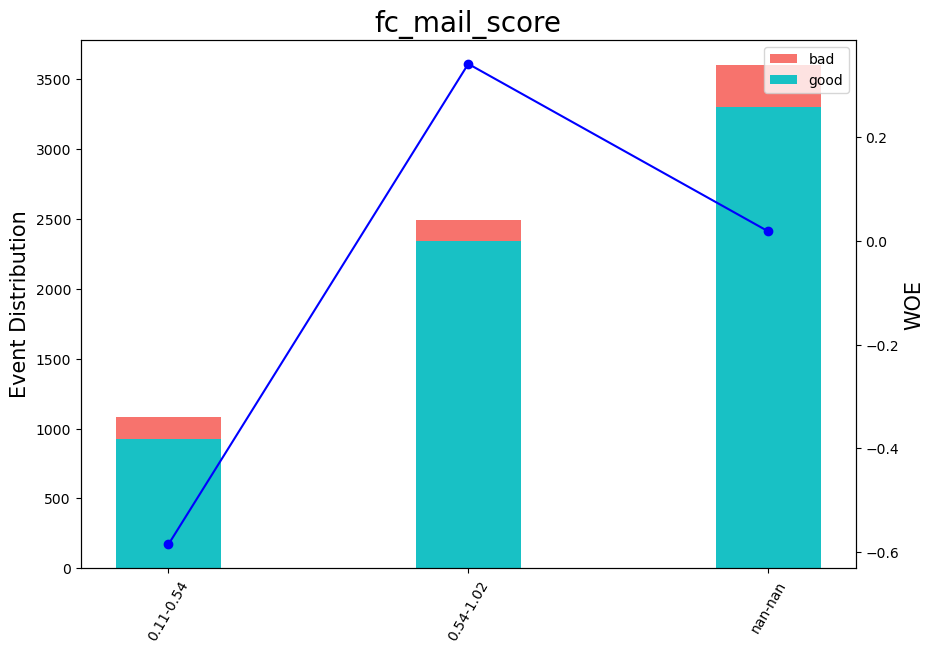 fc_mail_score
bad
good
3500
3000
2500
2000
1500
1000
500
0
Event Distribution
0.2
0.0
−0.2
−0.4
−0.6
WOE
0.11-0.54
0.54-1.02
nan-nan